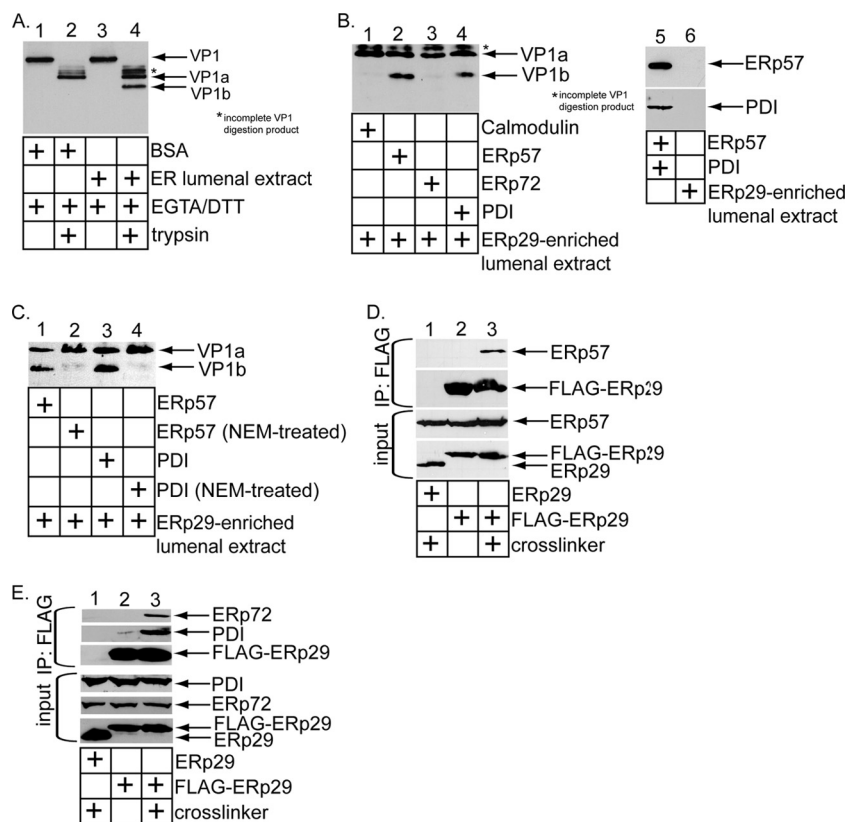 A.
1 2 3 4
VP1
*
VP1a
VP1b
* incomplete VP1
digestion product
+ + BSA
+ + ER lumenal extract
+ + + + EGTA/DTT
+ + trypsin
B.
1 2 3 4
*
VP1a
VP1b
* incomplete VP1
digestion product
+ Calmodulin
+ ERp57
+ ERp72
+ PDI
+ + + + ERp29-enriched
lumenal extract
5 6
ERp57
PDI
+ ERp57
+ PDI
+ ERp29-enriched
lumenal extract
C.
1 2 3 4
VP1a
VP1b
+ ERp57
+ ERp57 (NEM-treated)
+ PDI
+ PDI (NEM-treated)
+ + + + ERp29-enriched
lumenal extract
D.
1 2 3
IP: FLAG
ERp57
FLAG-ERp29
input
ERp57
FLAG-ERp29
ERp29
+ ERp29
+ + FLAG-ERp29
+ + crosslinker
E.
1 2 3
IP: FLAG
ERp72
PDI
FLAG-ERp29
input
PDI
ERp72
FLAG-ERp29
ERp29
+ ERp29
+ + FLAG-ERp29
+ + crosslinker